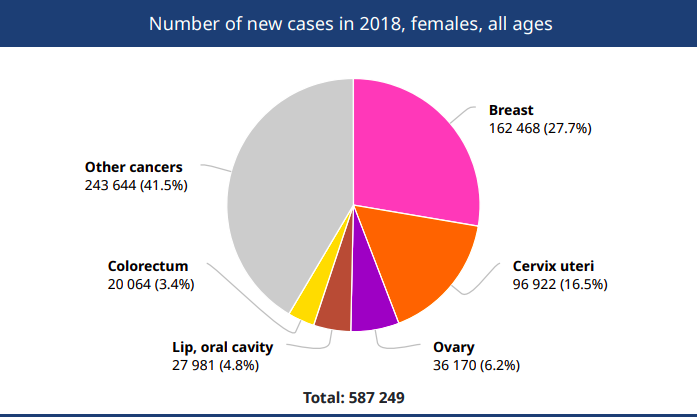 Number of new cases in 2018, females, all ages
Breast
162 468 (27.7%)
Other cancers
243 644 (41.5%)
Colorectum
20 064 (3.4%)
Cervix uteri
96 922 (16.5%)
Lip, oral cavity
27 981 (4.8%)
Ovary
36 170 (6.2%)
Total: 587 249